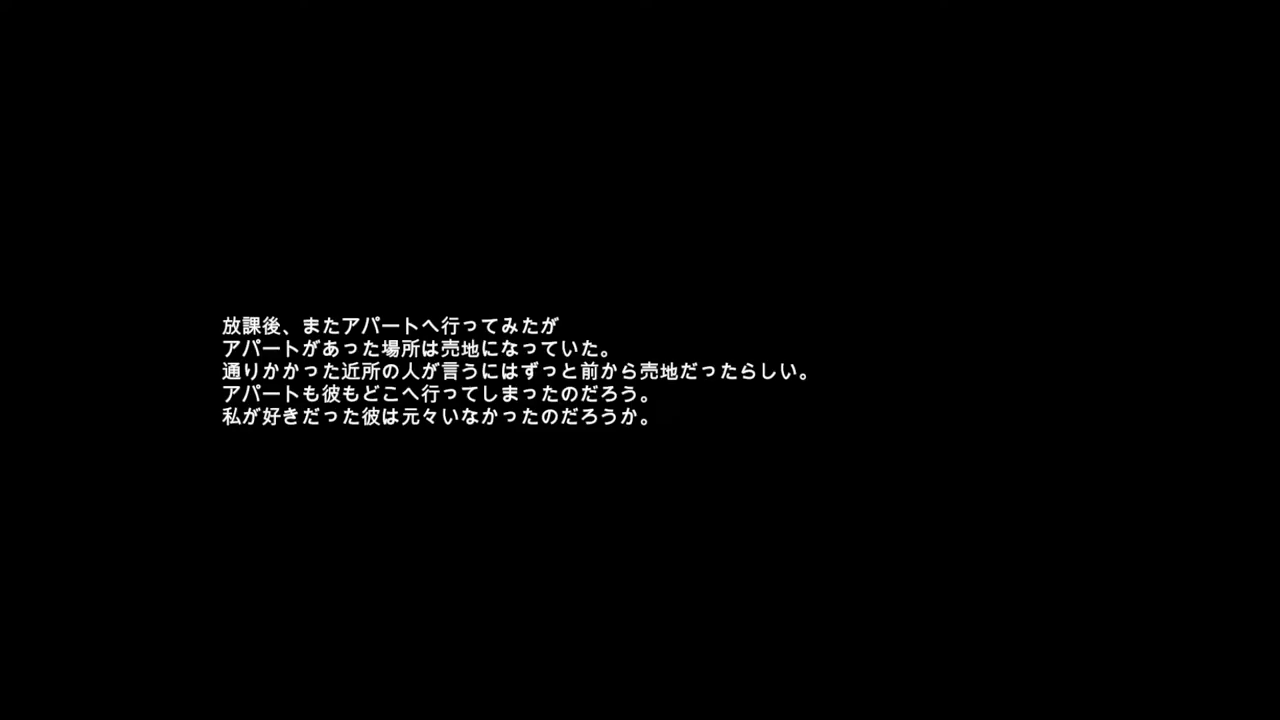 放課後、またアパートへ行ってみたが
アパートがあった場所は売地になっていた。
通りかかった近所の人が言うにはずっと前から売地だったらしい。
アパートも彼もどこへ行ってしまったのだろう。
私が好きだった彼は元々いなかったのだろうか。